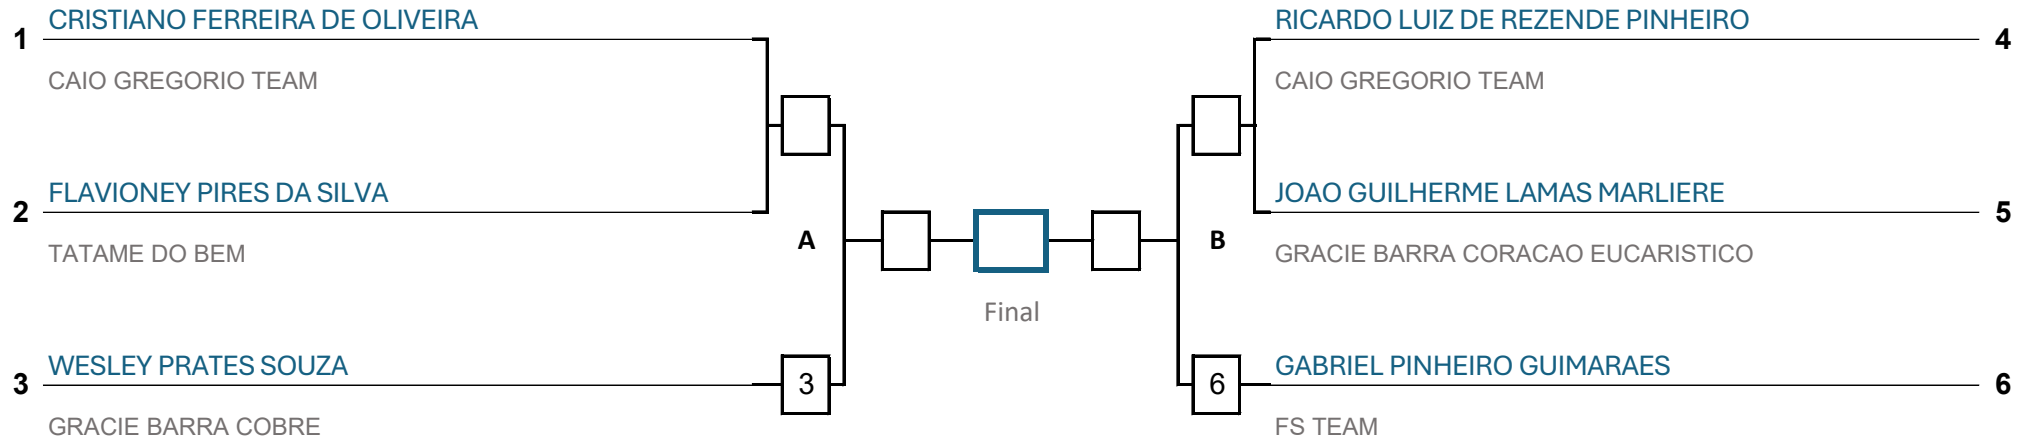 CRISTIANO FERREIRA DE OLIVEIRA
1
CAIO GREGORIO TEAM
FLAVIONEY PIRES DA SILVA
2
TATAME DO BEM
WESLEY PRATES SOUZA
3
3
GRACIE BARRA COBRE
A
Final
B
RICARDO LUIZ DE REZENDE PINHEIRO
4
CAIO GREGORIO TEAM
JOAO GUILHERME LAMAS MARLIERE
5
GRACIE BARRA CORACAO EUCARISTICO
6
GABRIEL PINHEIRO GUIMARAES
6
FS TEAM